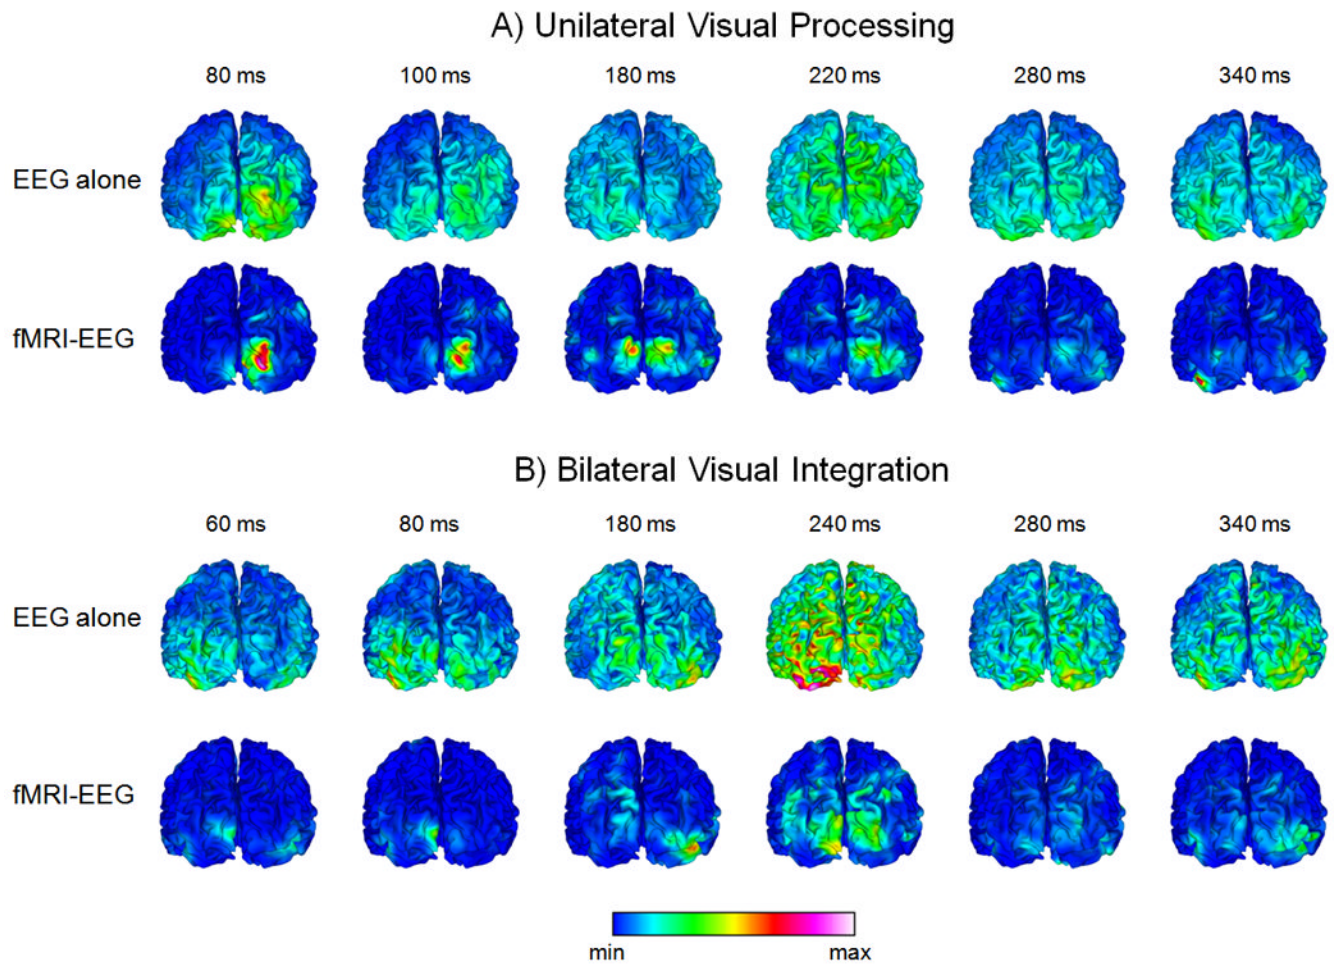 A) Unilateral Visual Processing
80 ms 100 ms 180 ms 220 ms 280 ms 340 ms
EEG alone
fMRI-EEG
B) Bilateral Visual Integration
60 ms 80 ms 180 ms 240 ms 280 ms 340 ms
EEG alone
fMRI-EEG
min max